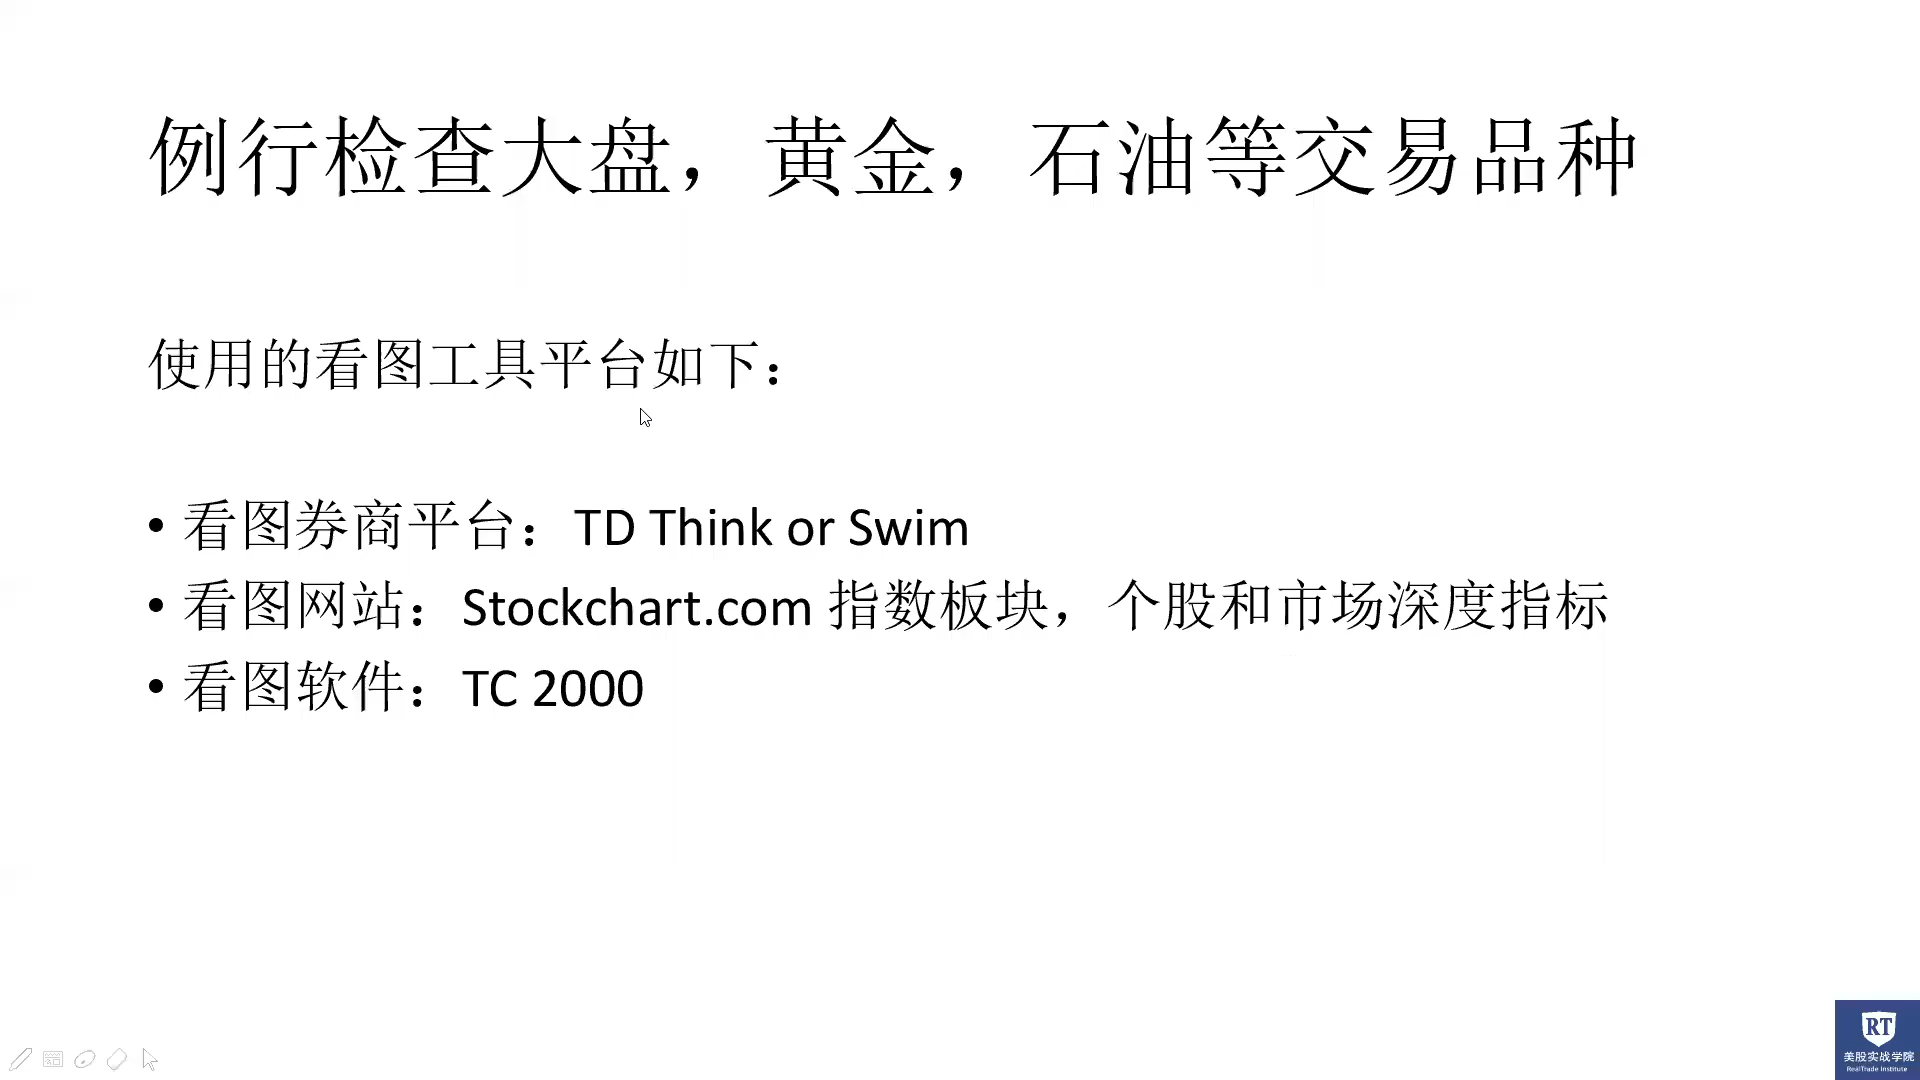 例行检查大盘，黄金，石油等交易品种
使用的看图工具平台如下：
• 看图券商平台：TD Think or Swim
• 看图网站：Stockchart.com 指数板块，个股和市场深度指标
• 看图软件：TC 2000
RT
美股实战学院
RealTrade Institute